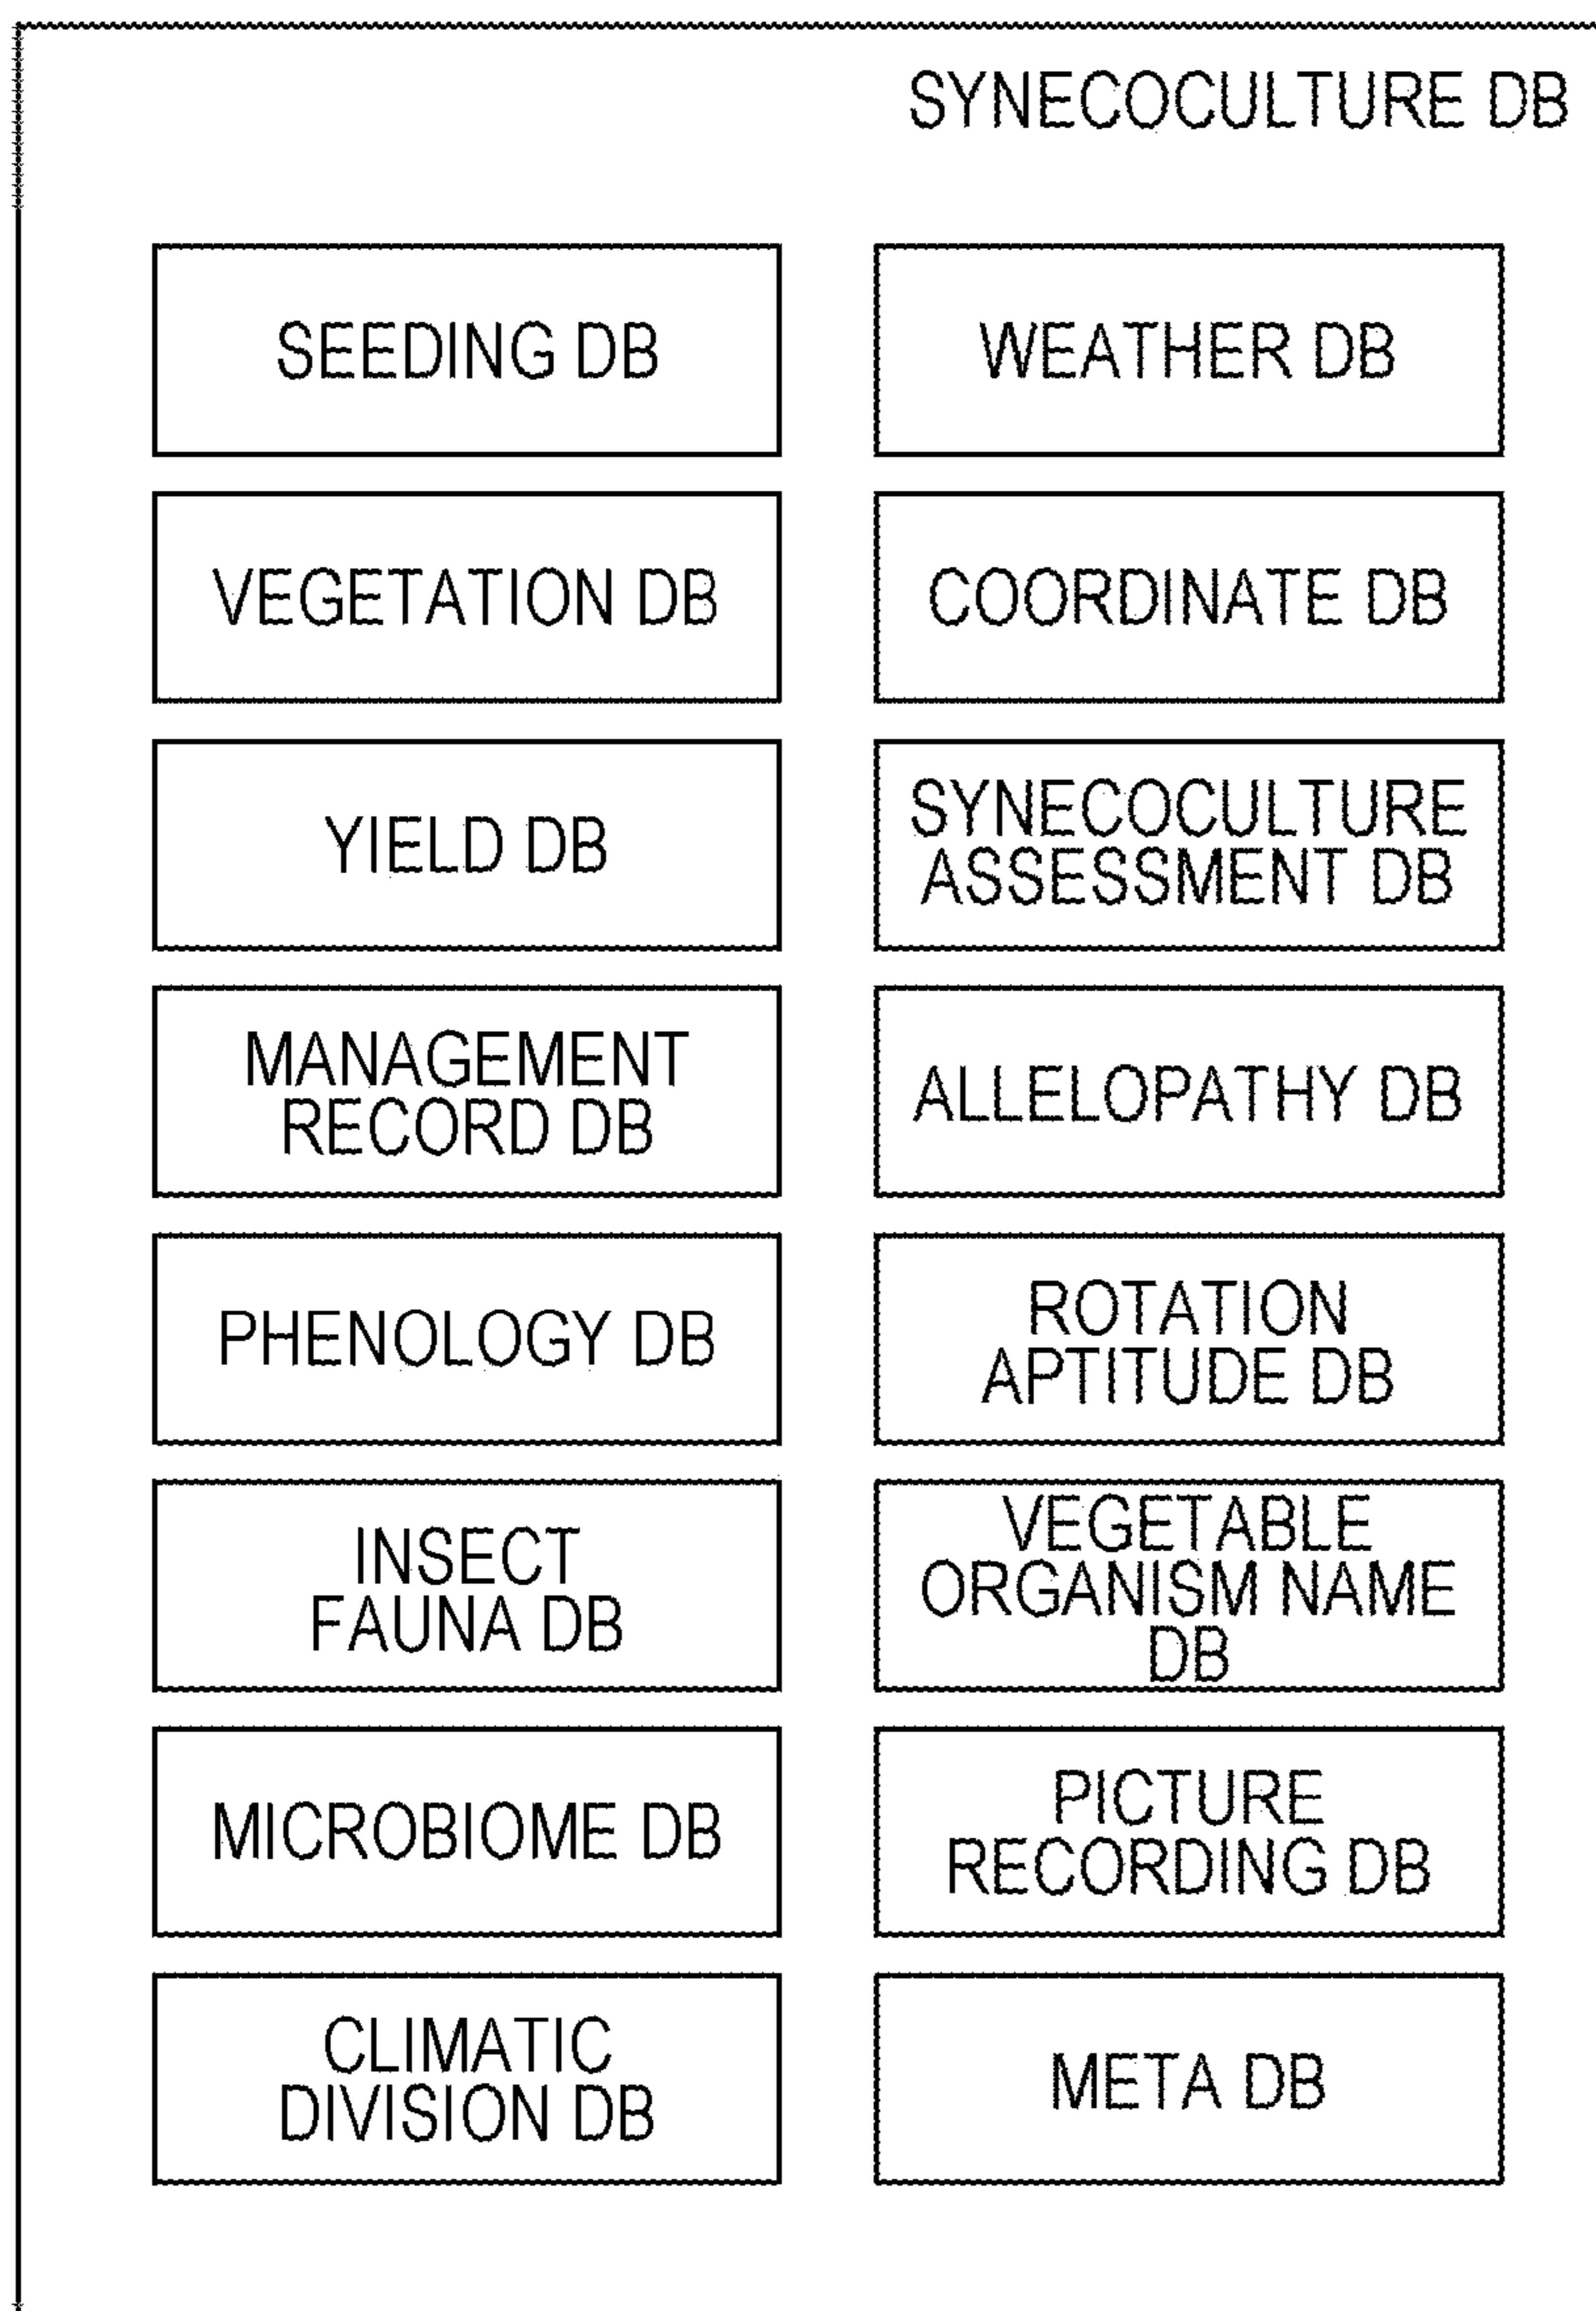 SYNECOCULTURE DB
SEEDING DB
WEATHER DB
VEGETATION DB
COORDINATE DB
YIELD DB
SYNECOCULTURE
ASSESSMENT DB
MANAGEMENT
RECORD DB
ALLELOPATHY DB
PHENOLOGY DB
ROTATION
APTITUDE DB
INSECT
FAUNA DB
VEGETABLE
ORGANISM NAME
DB
MICROBIOME DB
PICTURE
RECORDING DB
CLIMATIC
DIVISION DB
META DB